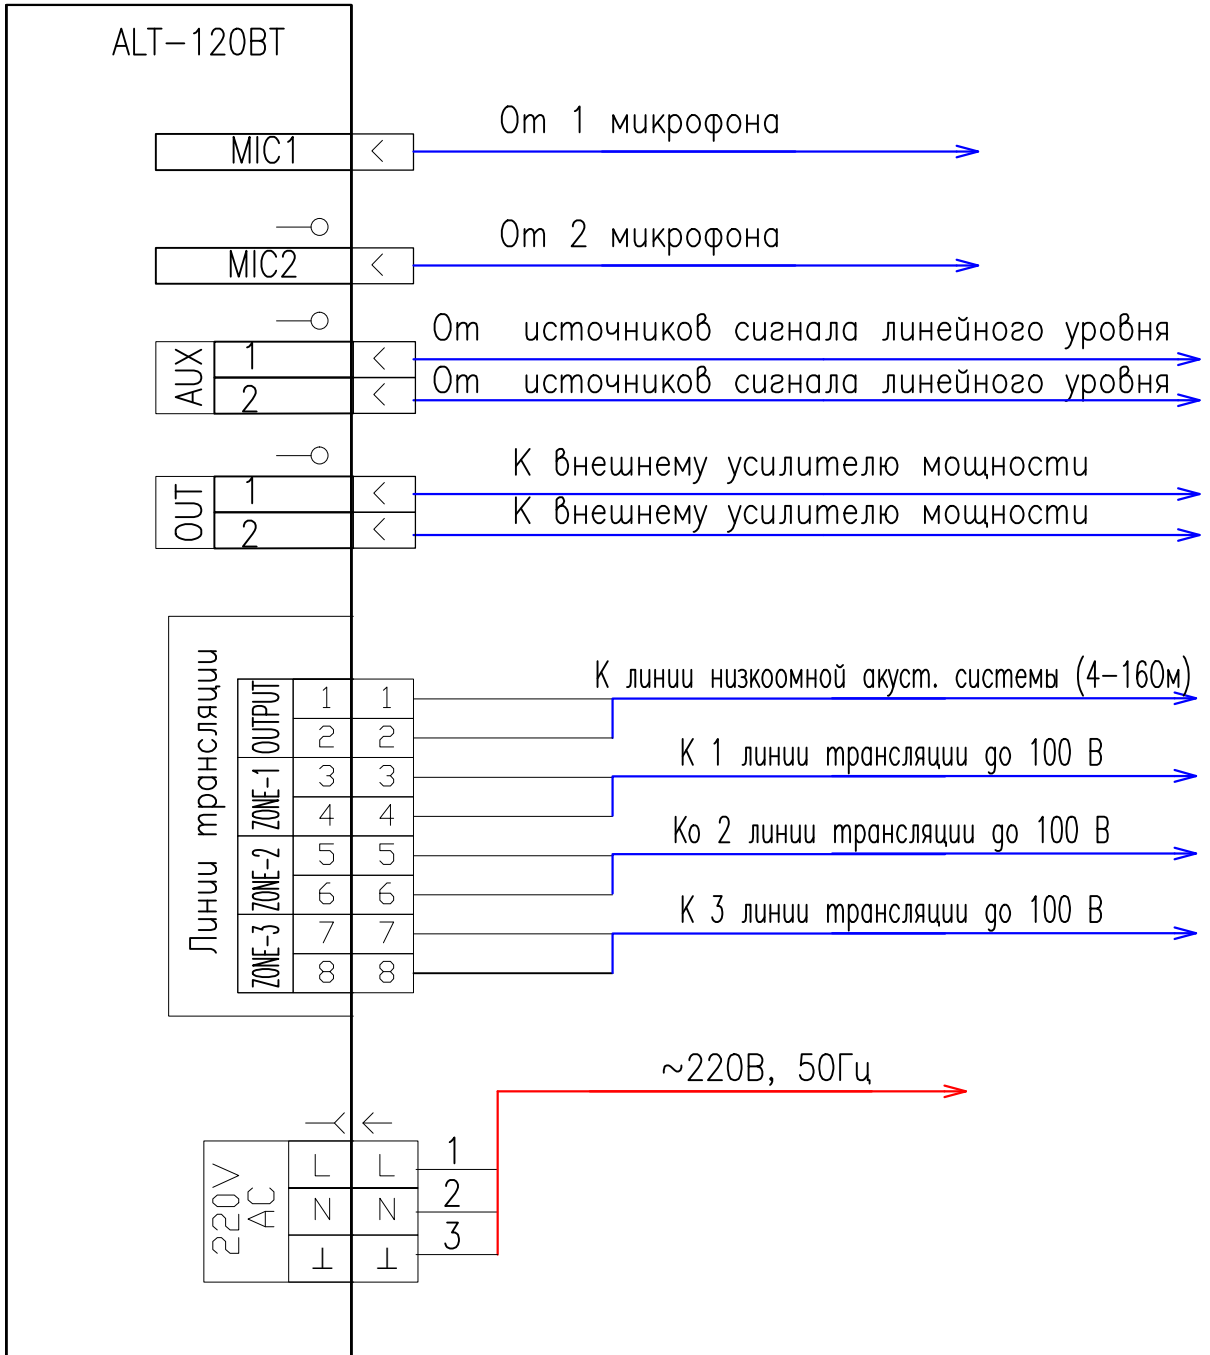 ALT-120BT
От 1 микрофона
MIC1
От 2 микрофона
MIC2
От источников сигнала линейного уровня
AUX
1
От источников сигнала линейного уровня
2
К внешнему усилителю мощности
OUT
1
К внешнему усилителю мощности
2
Линии трансляции
К линии низкоомной акуст. системы (4-16Ом)
OUTPUT
1 1
2 2
К 1 линии трансляции до 100 В
ZONE-1
3 3
4 4
Ко 2 линии трансляции до 100 В
ZONE-2
5 5
6 6
К 3 линии трансляции до 100 В
ZONE-3
7 7
8 8
~220В, 50Гц
220V
AC
L L 1
N N 2
3